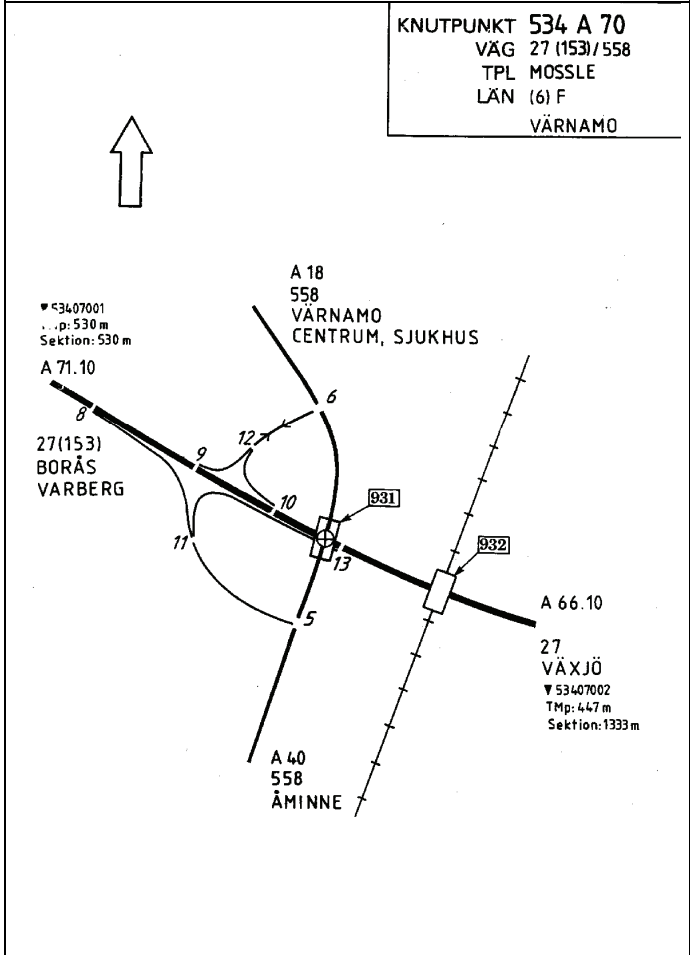 KNUTPUNKT 534 A 70
VÄG 27 (153)/558
TPL MOSSLE
LÄN (6) F
VÄRNAMO
A 18
558
VÄRNAMO
CENTRUM, SJUKHUS
▼53407001
p: 530 m
Sektion: 530 m
A 71.10
8
27(153)
BORÅS
VARBERG
6
12
9
10
931
11
13
932
5
A 66.10
27
VÄXJÖ
▼53407002
TMp: 447 m
Sektion: 1333 m
A 40
558
ÅMINNE